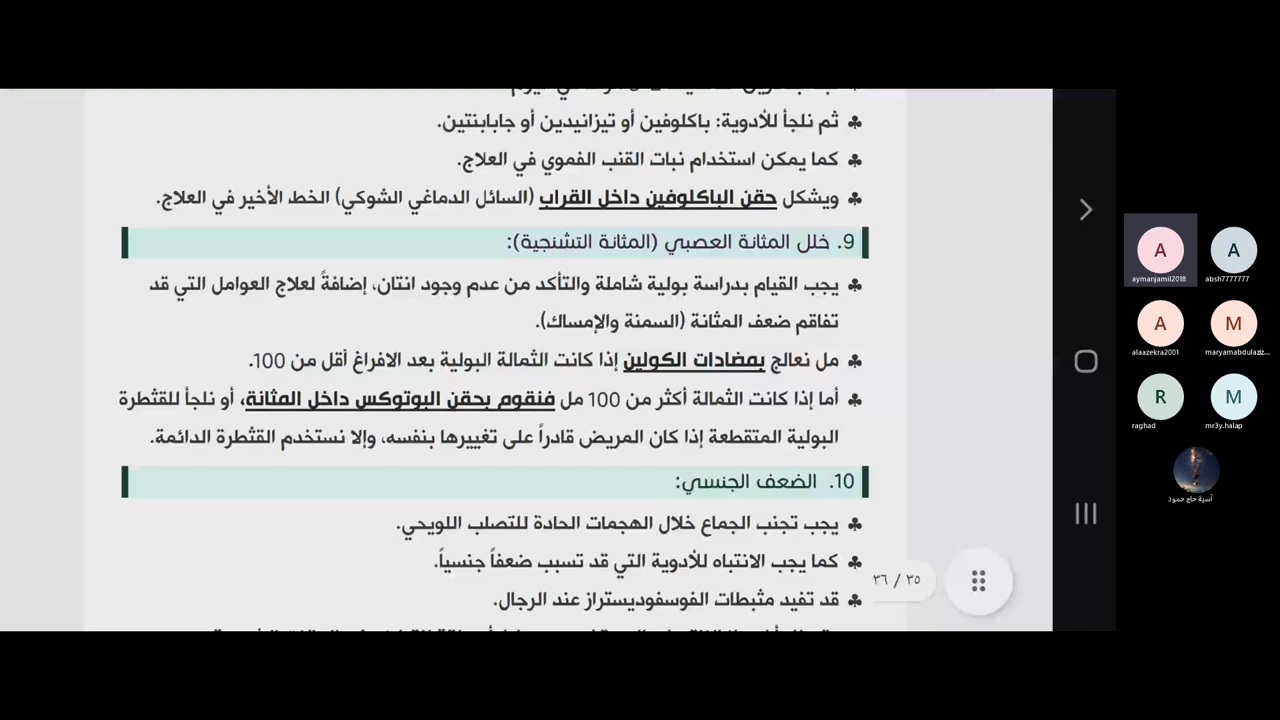 ♣ ثم نلجأ للأدوية: باكلوفين أو تيزانيدين أو جابابنتين.
♣ كما يمكن استخدام نبات القنب الفموي في العلاج.
♣ ويشكل حقن الباكلوفين داخل القراب (السائل الدماغي الشوكي) الخط الأخير في العلاج.
9. خلل المثانة العصبي (المثانة التشنجية):
♣ يجب القيام بدراسة بولية شاملة والتأكد من عدم وجود انتان، إضافةً لعلاج العوامل التي قد
تفاقم ضعف المثانة (السمنة والإمساك).
♣ مل نعالج بمضادات الكولين إذا كانت الثمالة البولية بعد الافراغ أقل من 100.
♣ أما إذا كانت الثمالة أكثر من 100 مل فنقوم بحقن البوتوكس داخل المثانة، أو نلجأ للقثطرة
البولية المتقطعة إذا كان المريض قادراً على تغييرها بنفسه، وإلا نستخدم القثطرة الدائمة.
10. الضعف الجنسي:
♣ يجب تجنب الجماع خلال الهجمات الحادة للتصلب اللويحي.
♣ كما يجب الانتباه للأدوية التي قد تسبب ضعفاً جنسياً.
♣ قد تفيد مثبطات الفوسفوديستراز عند الرجال.
٣٥ / ٣٦
A
aymanjamil2018
A
absh7777777
A
alaazekra2001
M
maryamabdulaziz...
R
raghad
M
mr3y.halap
آسية حاج حمود